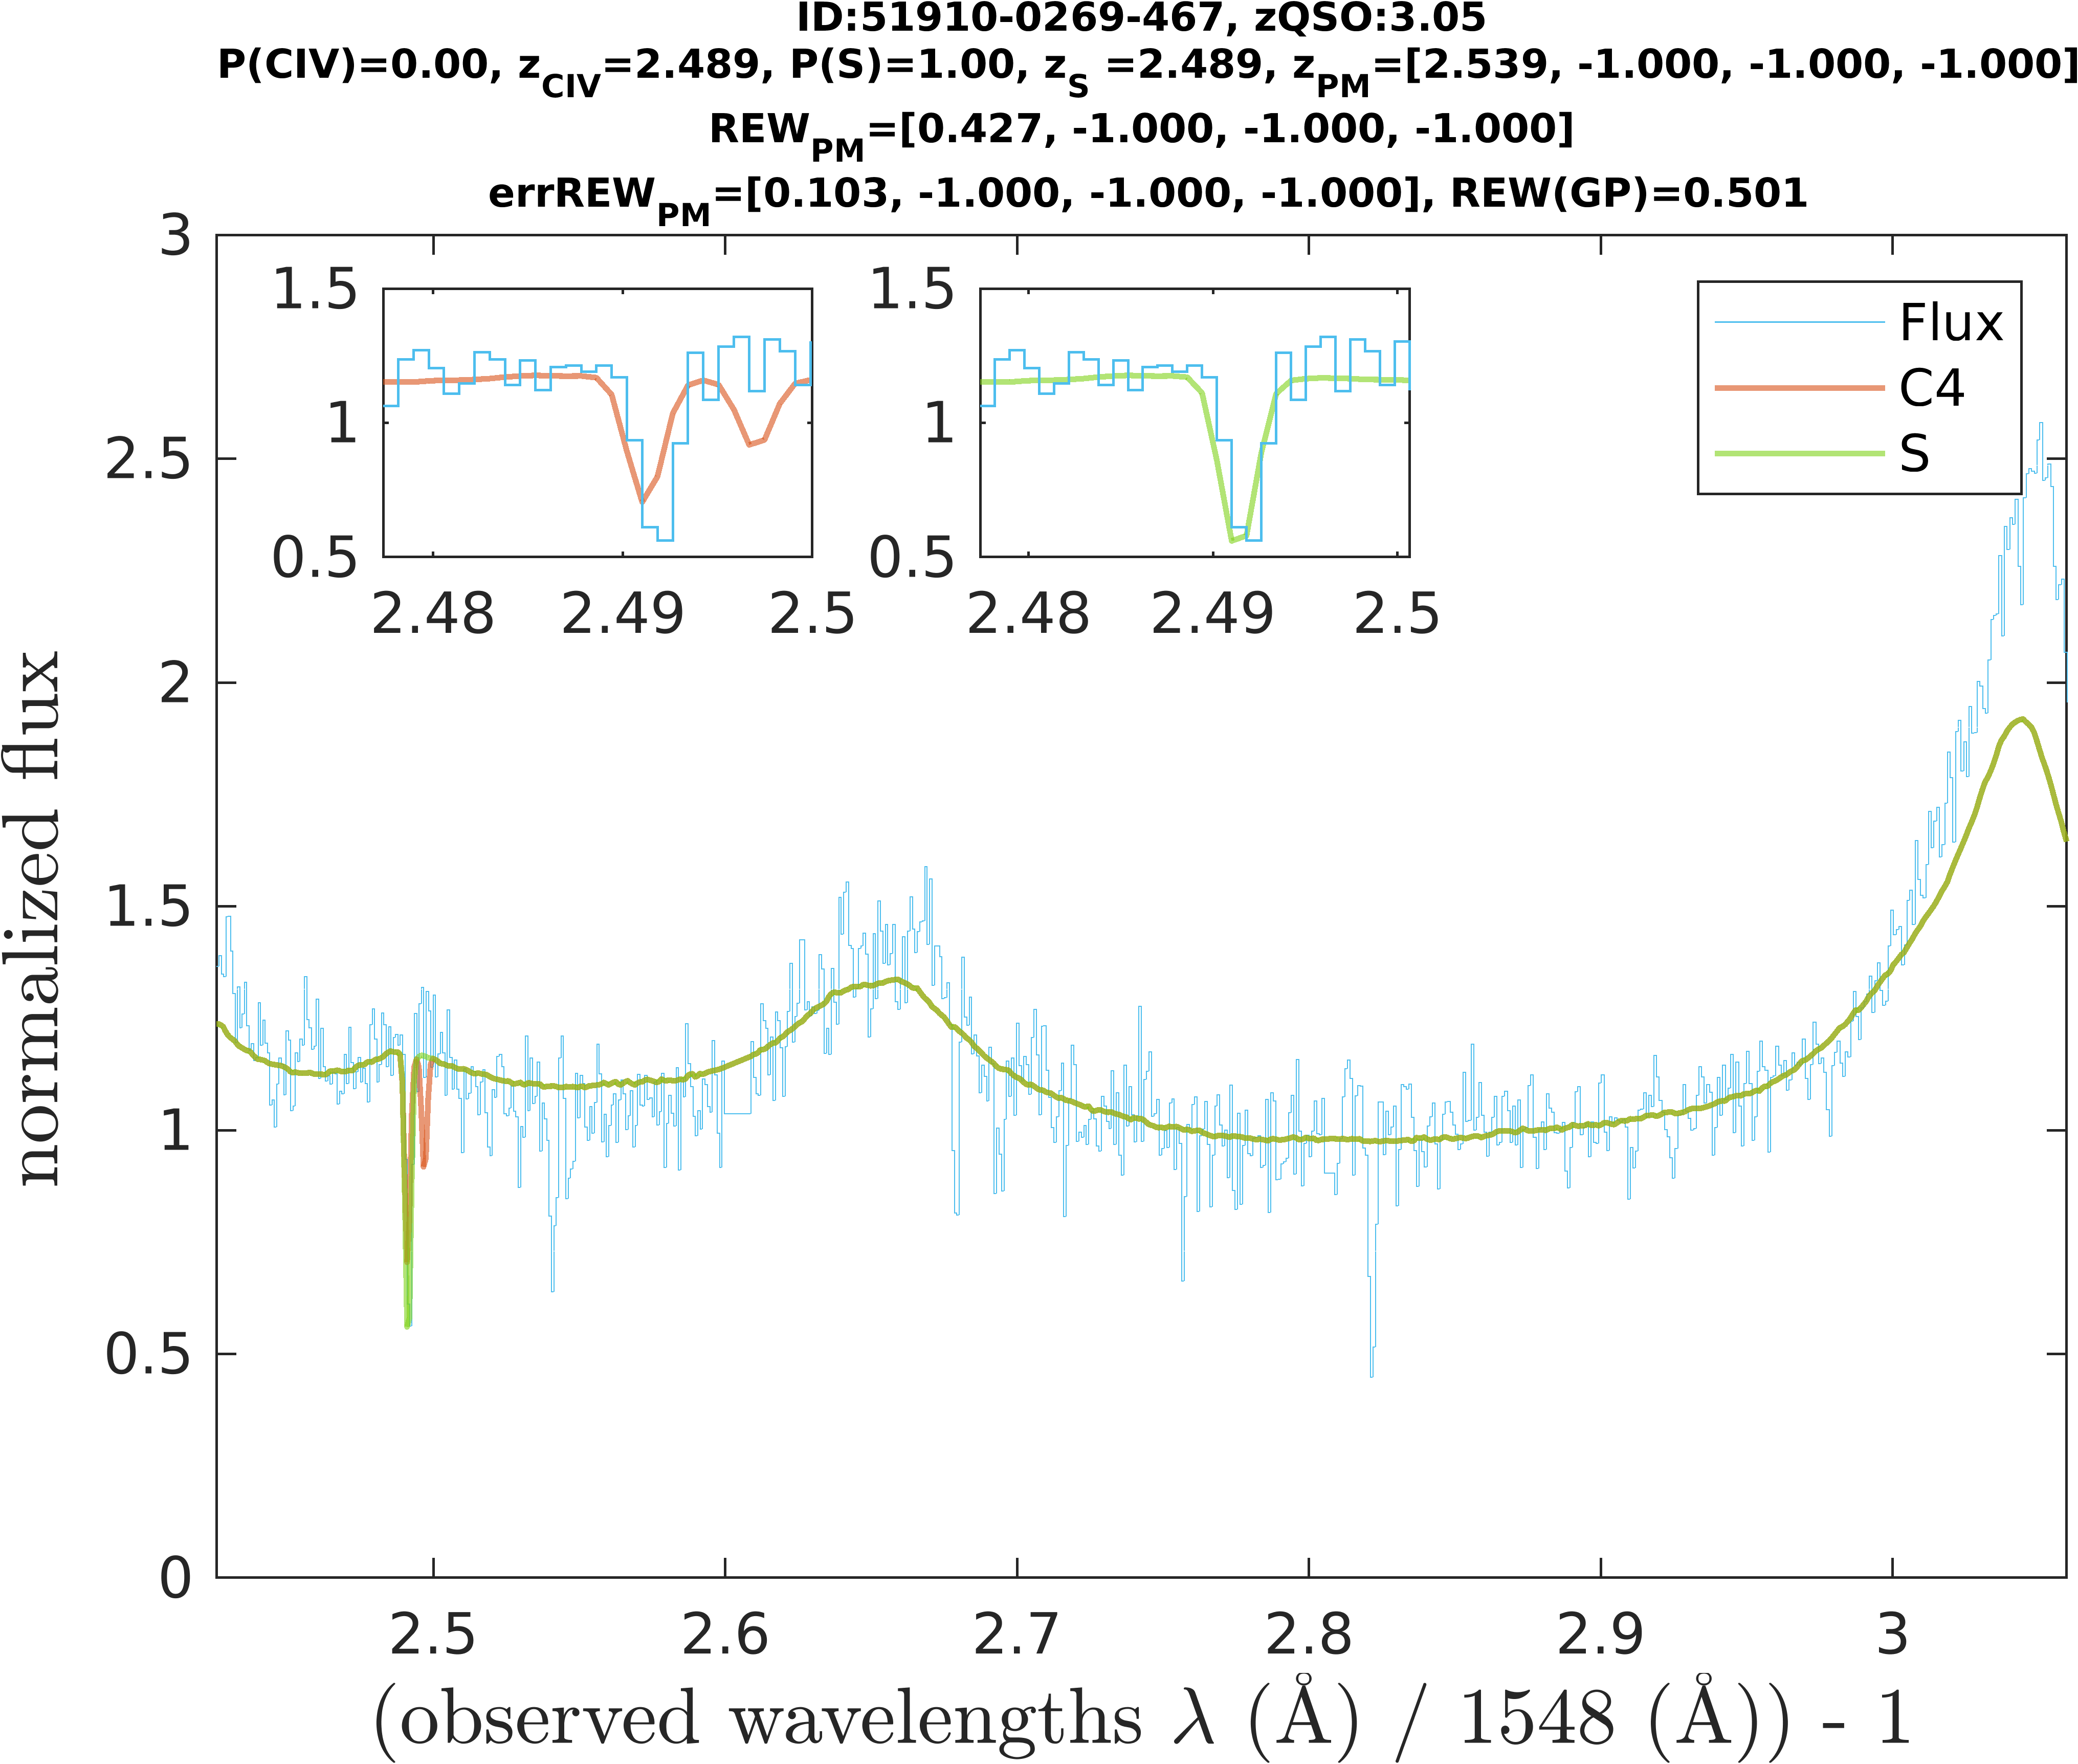 ID:51910-0269-467, zQSO:3.05
P(CIV)=0.00, zCIV=2.489, P(S)=1.00, zS=2.489, zPM=[2.539, -1.000, -1.000, -1.000]
REWPM=[0.427, -1.000, -1.000, -1.000]
errREWPM=[0.103, -1.000, -1.000, -1.000], REW(GP)=0.501
3
2.5
2
1.5
1
0.5
0
normalized flux
1.5
1
0.5
2.48 2.49 2.5
1.5
1
0.5
2.48 2.49 2.5
Flux
C4
S
2.5 2.6 2.7 2.8 2.9 3
(observed wavelengths λ (Å) / 1548 (Å)) - 1